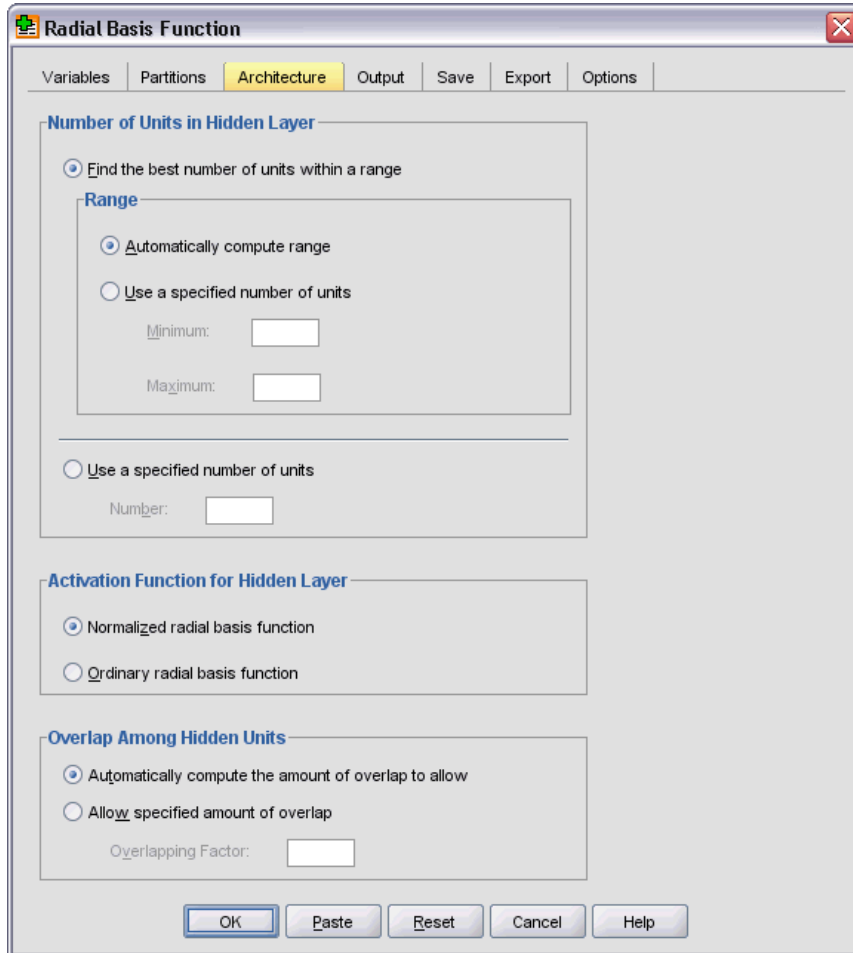 Radial Basis Function
Variables Partitions Architecture Output Save Export Options
Number of Units in Hidden Layer
Find the best number of units within a range
Range
Automatically compute range
Use a specified number of units
Minimum:
Maximum:
Use a specified number of units
Number:
Activation Function for Hidden Layer
Normalized radial basis function
Ordinary radial basis function
Overlap Among Hidden Units
Automatically compute the amount of overlap to allow
Allow specified amount of overlap
Overlapping Factor:
OK Paste Reset Cancel Help